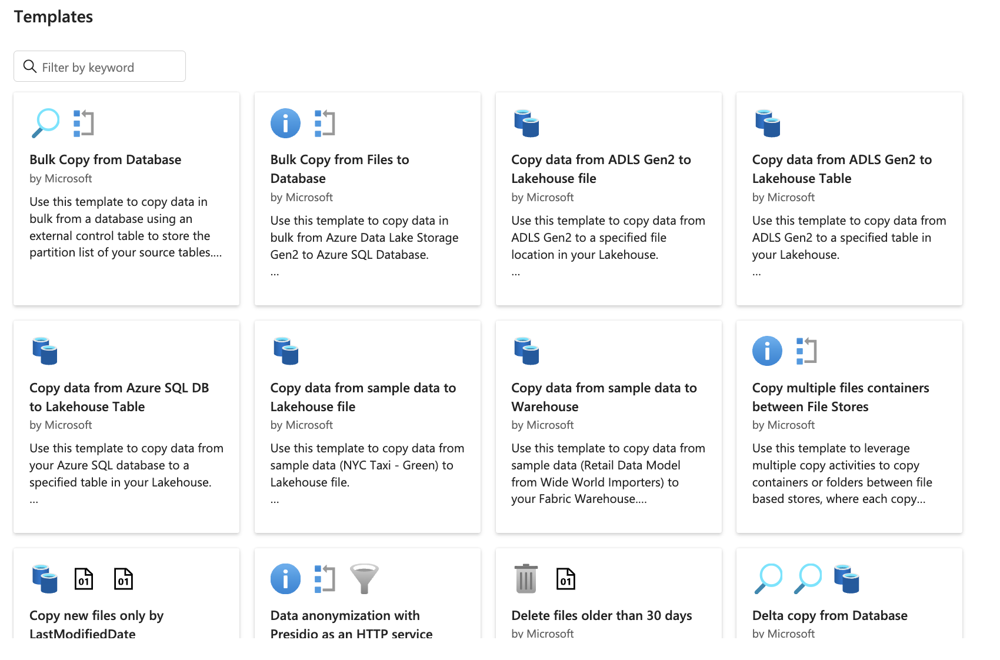 Templates
Filter by keyword
Bulk Copy from Database
by Microsoft
Use this template to copy data in
bulk from a database using an
external control table to store the
partition list of your source tables....
Bulk Copy from Files to
Database
by Microsoft
Use this template to copy data in
bulk from Azure Data Lake Storage
Gen2 to Azure SQL Database.
...
Copy data from ADLS Gen2 to
Lakehouse file
by Microsoft
Use this template to copy data from
ADLS Gen2 to a specified file
location in your Lakehouse.
...
Copy data from ADLS Gen2 to
Lakehouse Table
by Microsoft
Use this template to copy data from
ADLS Gen2 to a specified table in
your Lakehouse.
...
Copy data from Azure SQL DB
to Lakehouse Table
by Microsoft
Use this template to copy data from
your Azure SQL database to a
specified table in your Lakehouse.
...
Copy data from sample data to
Lakehouse file
by Microsoft
Use this template to copy data from
sample data (NYC Taxi - Green) to
Lakehouse file.
...
Copy data from sample data to
Warehouse
by Microsoft
Use this template to copy data from
sample data (Retail Data Model
from Wide World Importers) to
your Fabric Warehouse....
Copy multiple files containers
between File Stores
by Microsoft
Use this template to leverage
multiple copy activities to copy
containers or folders between file
based stores, where each copy...
01 01
Copy new files only by
LastModifiedDate
Data anonymization with
Presidio as an HTTP service
01
Delete files older than 30 days
by Microsoft
Delta copy from Database
by Microsoft